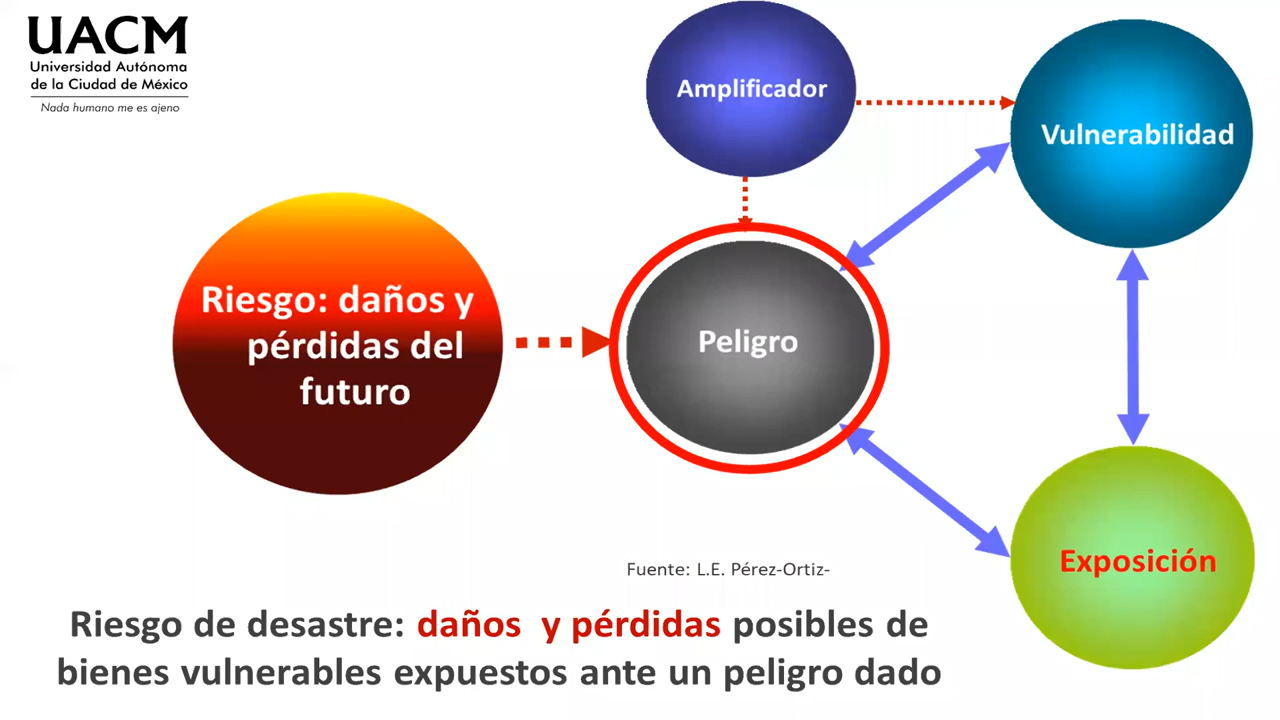 UACM
Universidad Autónoma
de la Ciudad de México
Nada humano me es ajeno
Amplificador
Vulnerabilidad
Riesgo: daños y
pérdidas del
futuro
Peligro
Exposición
Fuente: L.E. Pérez-Ortiz-
Riesgo de desastre: daños y pérdidas posibles de
bienes vulnerables expuestos ante un peligro dado